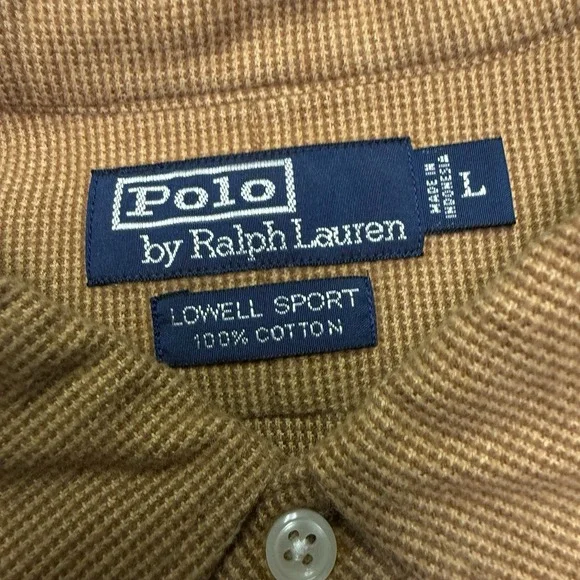 Polo
by Ralph Lauren
MADE IN
INDONESIA
L
LOWELL SPORT
100% COTTON